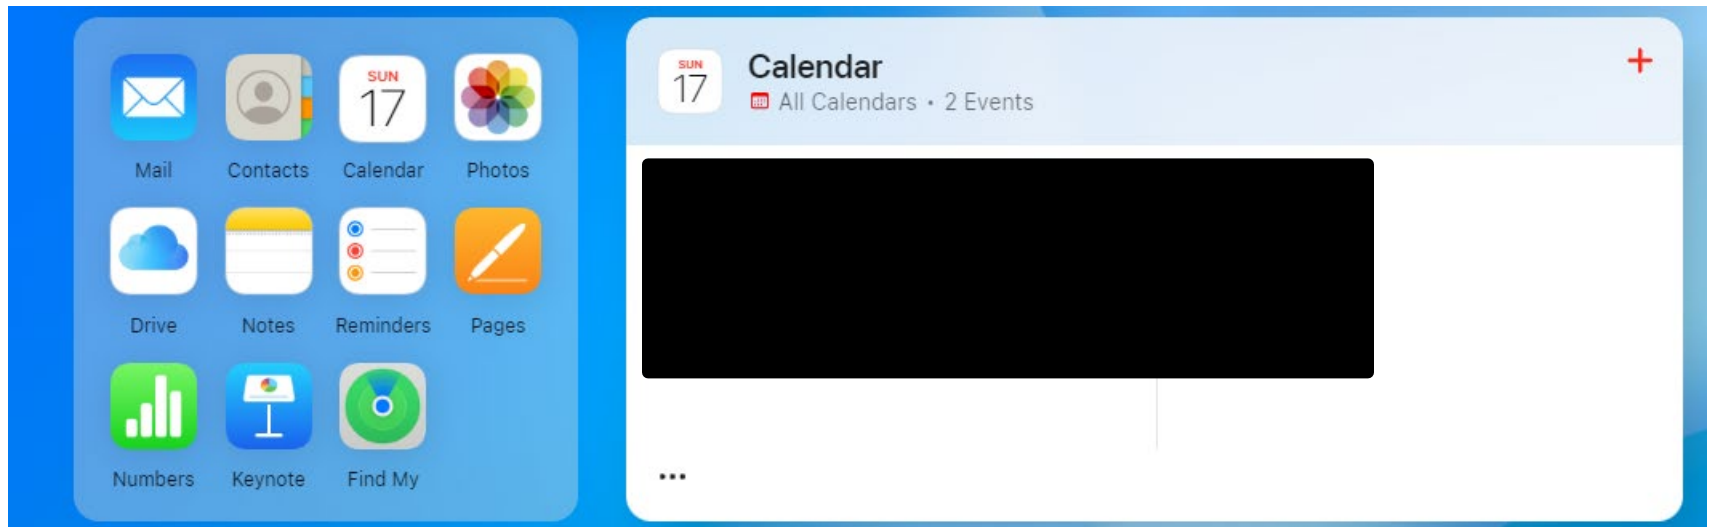 SUN
17
Mail
Contacts
Calendar
Photos
Drive
Notes
Reminders
Pages
Numbers
Keynote
Find My
SUN
17
Calendar
All Calendars • 2 Events
+
•••